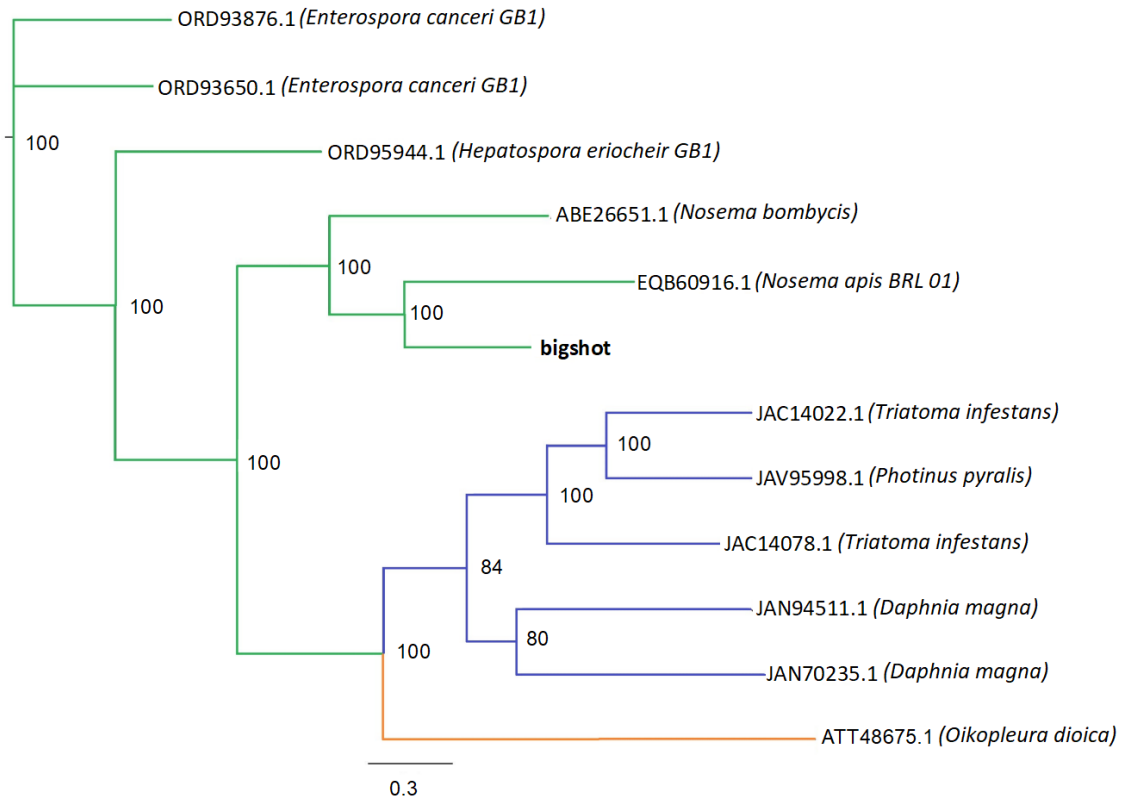 ORD93876.1 (Enterospora canceri GB1)
ORD93650.1 (Enterospora canceri GB1)
100
ORD95944.1 (Hepatospora eriocheir GB1)
ABE26651.1 (Nosema bombycis)
100
EQB60916.1 (Nosema apis BRL 01)
100
100
bigshot
JAC14022.1 (Triatoma infestans)
100
100
JAV95998.1 (Photinus pyralis)
100
JAC14078.1 (Triatoma infestans)
84
JAN94511.1 (Daphnia magna)
80
100
JAN70235.1 (Daphnia magna)
ATT48675.1 (Oikopleura dioica)
0.3